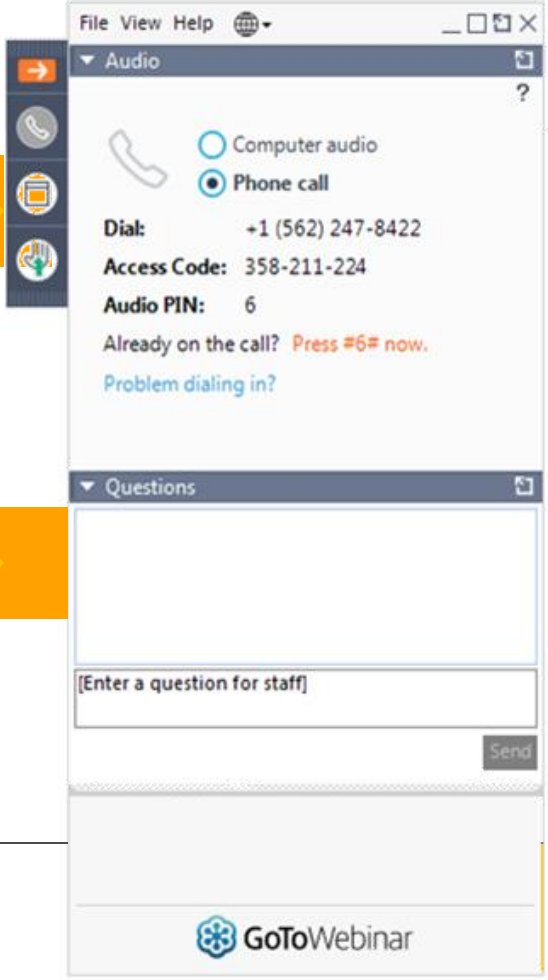 File View Help
Audio
?
Computer audio
Phone call
Dial: +1 (562) 247-8422
Access Code: 358-211-224
Audio PIN: 6
Already on the call? Press #6# now.
Problem dialing in?
Questions
[Enter a question for staff]
Send
GoToWebinar